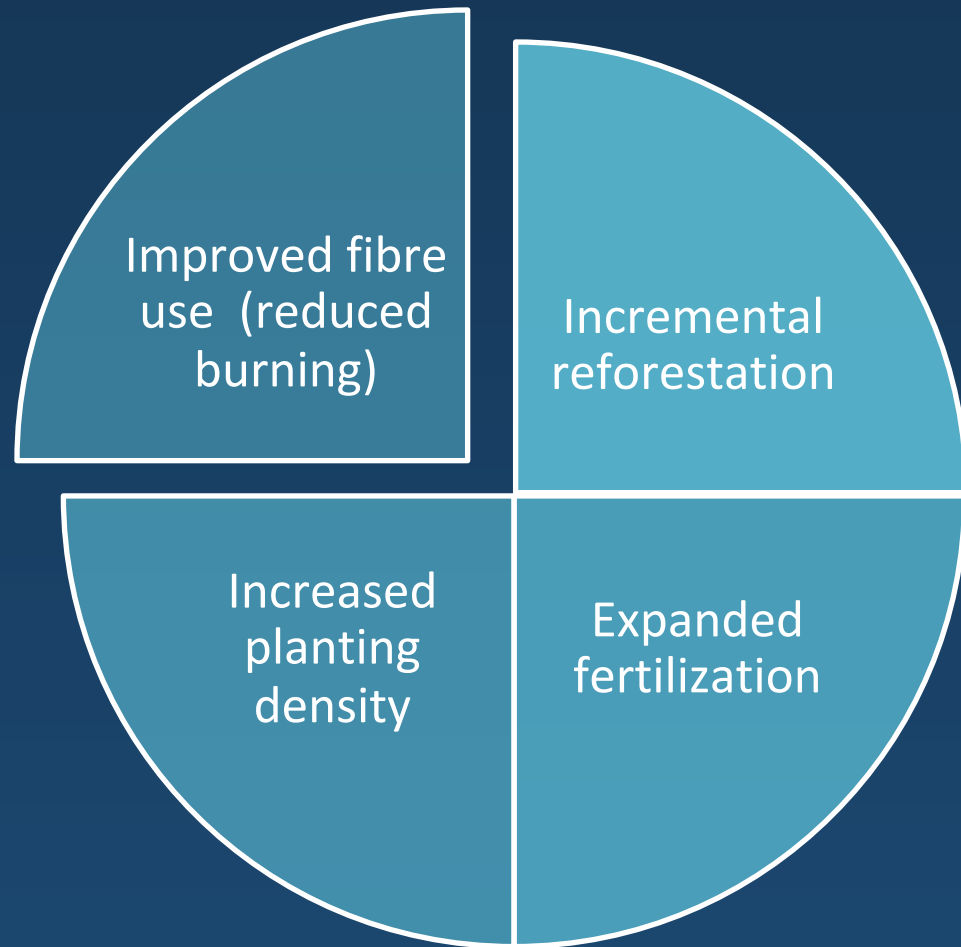 Improved fibre
use  (reduced
burning)
Incremental
reforestation
Increased
planting
density
Expanded
fertilization